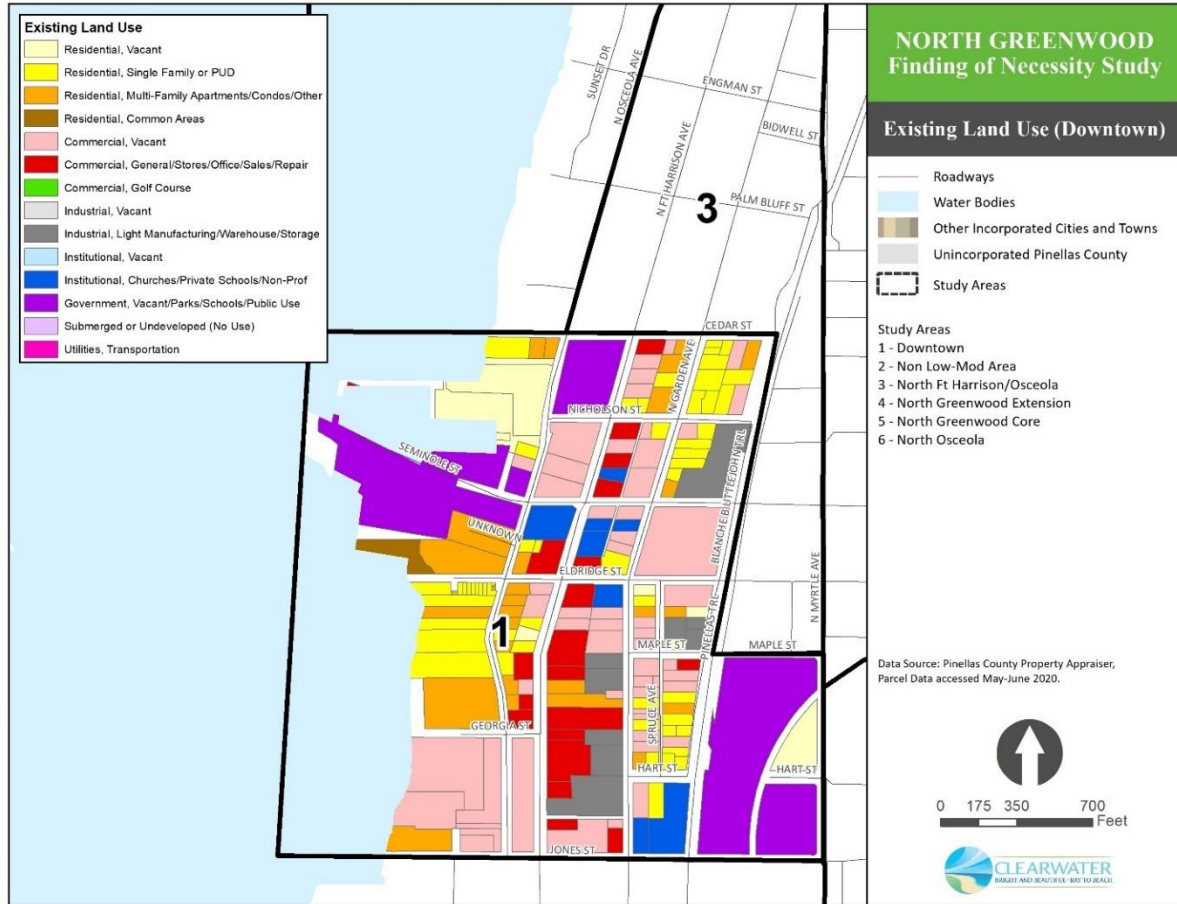 Existing Land Use
Residential, Vacant
Residential, Single Family or PUD
Residential, Multi-Family Apartments/Condos/Other
Residential, Common Areas
Commercial, Vacant
Commercial, General/Stores/Office/Sales/Repair
Commercial, Golf Course
Industrial, Vacant
Industrial, Light Manufacturing/Warehouse/Storage
Institutional, Vacant
Institutional, Churches/Private Schools/Non-Prof
Government, Vacant/Parks/Schools/Public Use
Submerged or Undeveloped (No Use)
Utilities, Transportation
SUNSET DR
N OSCEOLA AVE
ENGMAN ST
BIDWELL ST
N FT HARRISON AVE
PALM BLUFF ST
3
CEDAR ST
N GARDEN AVE
NICHOLSON ST
SEMINOLE ST
BLANCHE B LITTLEJOHN TRL
UNKNOWN
ELDRIDGE ST
N MYRTLE AVE
1
MAPLE ST
MAPLE ST
PINELLAS TRL
SPRUCE AVE
GEORGIA ST
HART ST
HART ST
JONES ST
NORTH GREENWOOD
Finding of Necessity Study
Existing Land Use (Downtown)
Roadways
Water Bodies
Other Incorporated Cities and Towns
Unincorporated Pinellas County
Study Areas
Study Areas
1 - Downtown
2 - Non Low-Mod Area
3 - North Ft Harrison/Osceola
4 - North Greenwood Extension
5 - North Greenwood Core
6 - North Osceola
Data Source: Pinellas County Property Appraiser,
Parcel Data accessed May-June 2020.
0 175 350 700
Feet
CLEARWATER
BRIGHT AND BEAUTIFUL · BAY TO BEACH